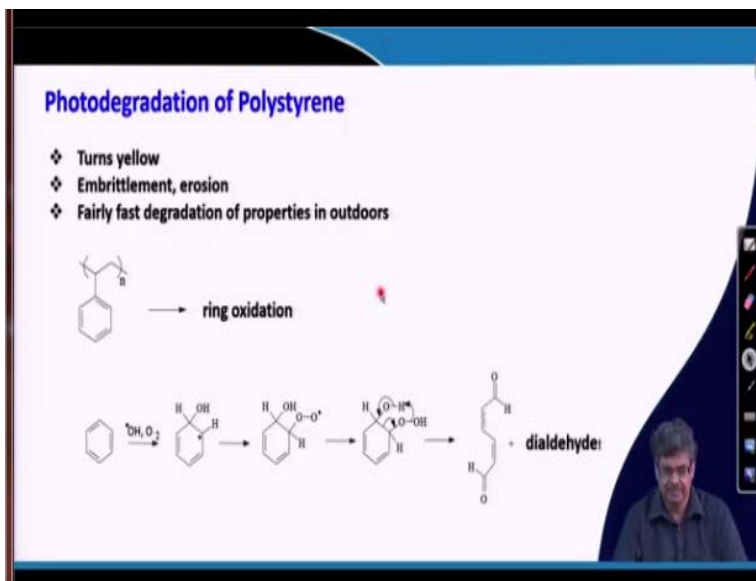 Photodegradation of Polystyrene
❖ Turns yellow
❖ Embrittlement, erosion
❖ Fairly fast degradation of properties in outdoors
n
ring oxidation
•OH, O2
H OH
H
H OH
O-O•
H
H O-H
O-OH
H
O
H
H
O
+ dialdehyde